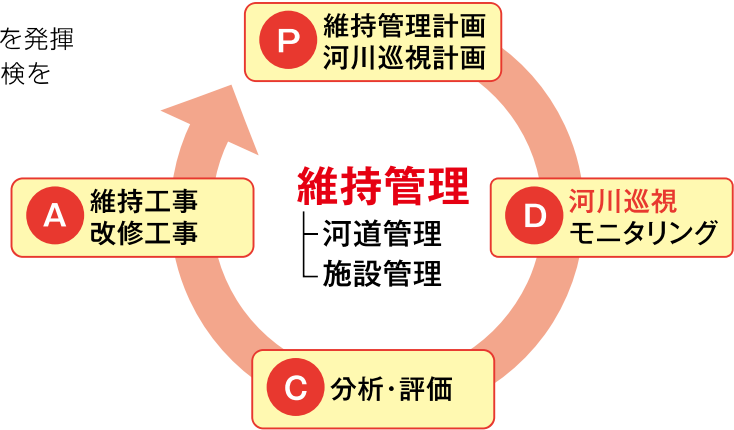 を発揮
検を
P
維持管理計画
河川巡視計画
維持管理
河道管理
施設管理
D
河川巡視
モニタリング
C
分析・評価
A
維持工事
改修工事